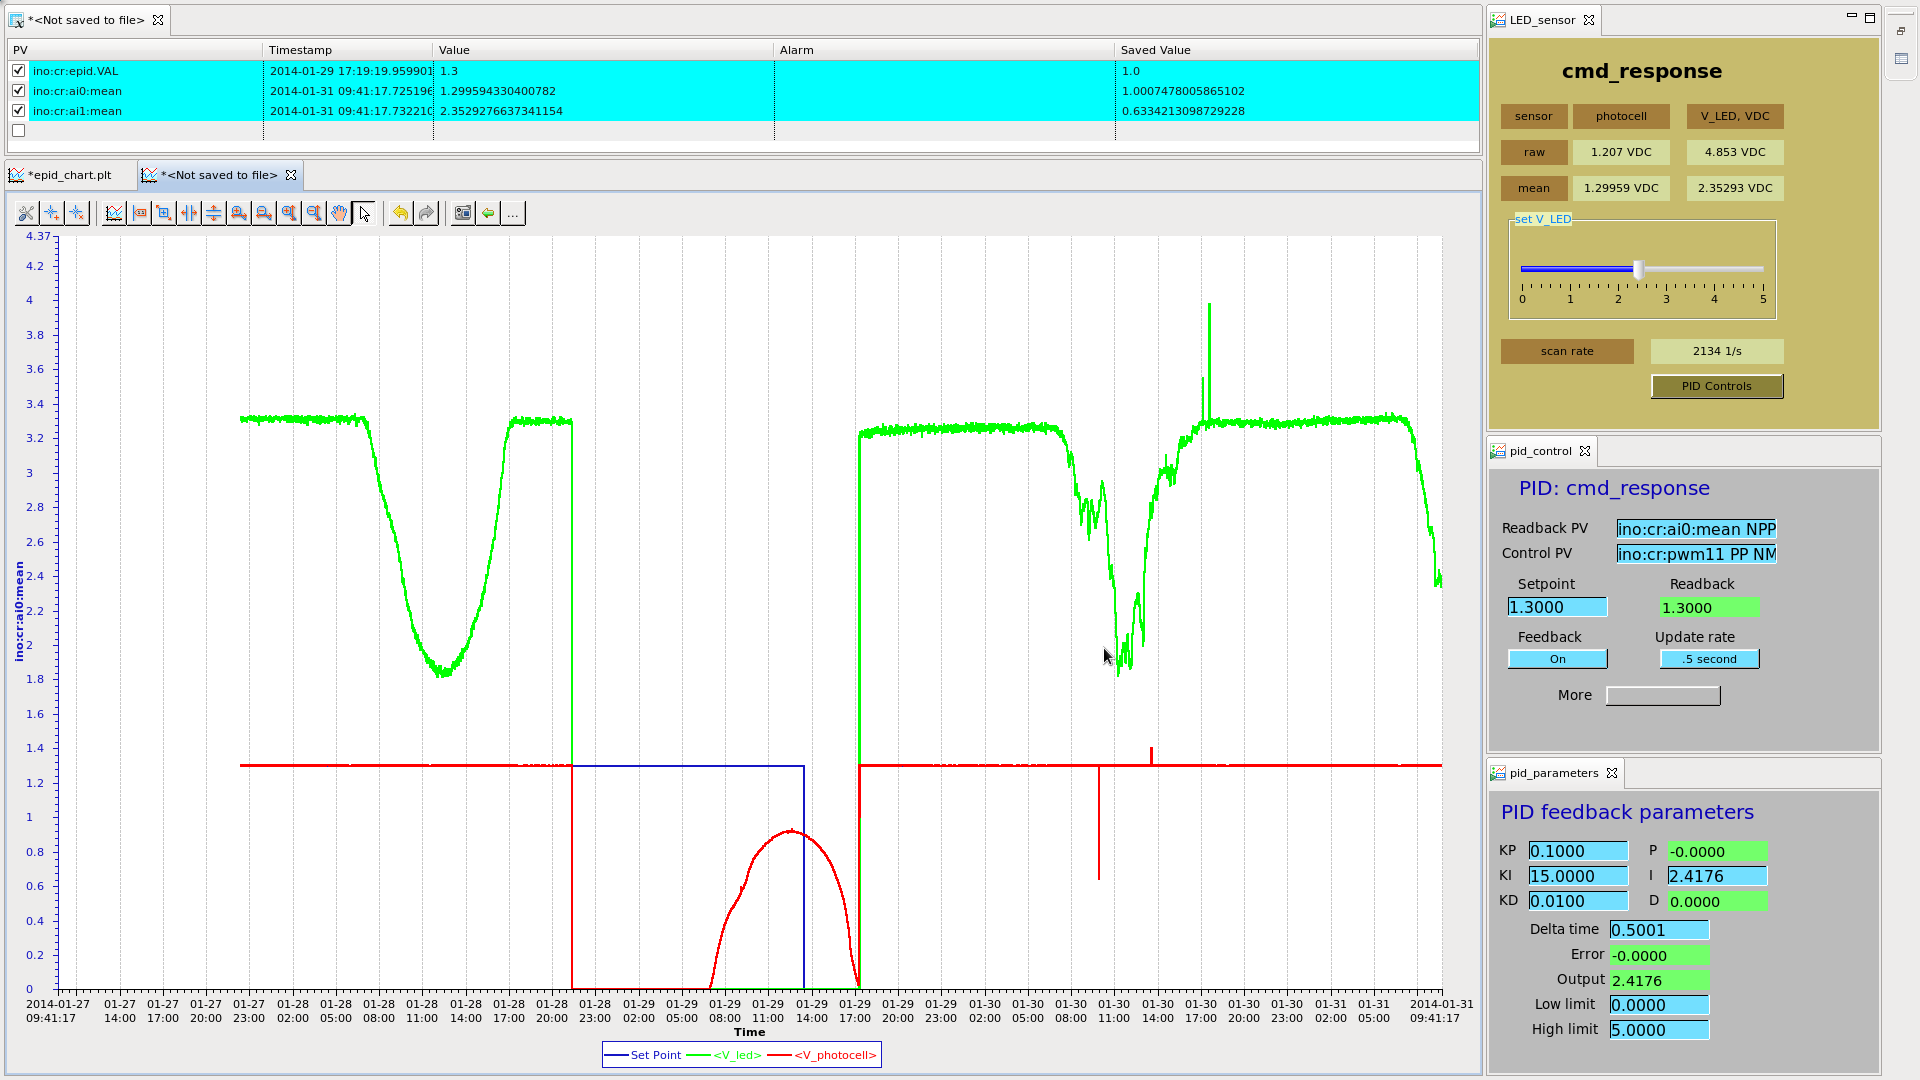 *<Not saved to file>
PV Timestamp Value Alarm Saved Value
ino:cr:epid.VAL 2014-01-29 17:19:19.959901 1.3 1.0
ino:cr:ai0:mean 2014-01-31 09:41:17.725196 1.299594330400782 1.0007478005865102
ino:cr:ai1:mean 2014-01-31 09:41:17.732210 2.3529276637341154 0.6334213098729228
*epid_chart.plt *<Not saved to file>
...
4.37
4.2
4
3.8
3.6
3.4
3.2
3
2.8
2.6
2.4
2.2
2
1.8
1.6
1.4
1.2
1
0.8
0.6
0.4
0.2
0
ino:cr:ai0:mean
2014-01-27 01-27 01-27 01-27 01-27 01-28 01-28 01-28 01-28 01-28 01-28 01-28 01-28 01-29 01-29 01-29 01-29 01-29 01-29 01-29 01-29 01-30 01-30 01-30 01-30 01-30 01-30 01-30 01-30 01-31 01-31 2014-01-31
09:41:17 14:00 17:00 20:00 23:00 02:00 05:00 08:00 11:00 14:00 17:00 20:00 23:00 02:00 05:00 08:00 11:00 14:00 17:00 20:00 23:00 02:00 05:00 08:00 11:00 14:00 17:00 20:00 23:00 02:00 05:00 09:41:17
Time
Set Point <V_led> <V_photocell>
LED_sensor
cmd_response
sensor photocell V_LED, VDC
raw 1.207 VDC 4.853 VDC
mean 1.29959 VDC 2.35293 VDC
set V_LED
0 1 2 3 4 5
scan rate 2134 1/s
PID Controls
pid_control
PID: cmd_response
Readback PV ino:cr:ai0:mean NPP
Control PV ino:cr:pwm11 PP NM
Setpoint Readback
1.3000 1.3000
Feedback Update rate
On .5 second
More
pid_parameters
PID feedback parameters
KP 0.1000 P -0.0000
KI 15.0000 I 2.4176
KD 0.0100 D 0.0000
Delta time 0.5001
Error -0.0000
Output 2.4176
Low limit 0.0000
High limit 5.0000